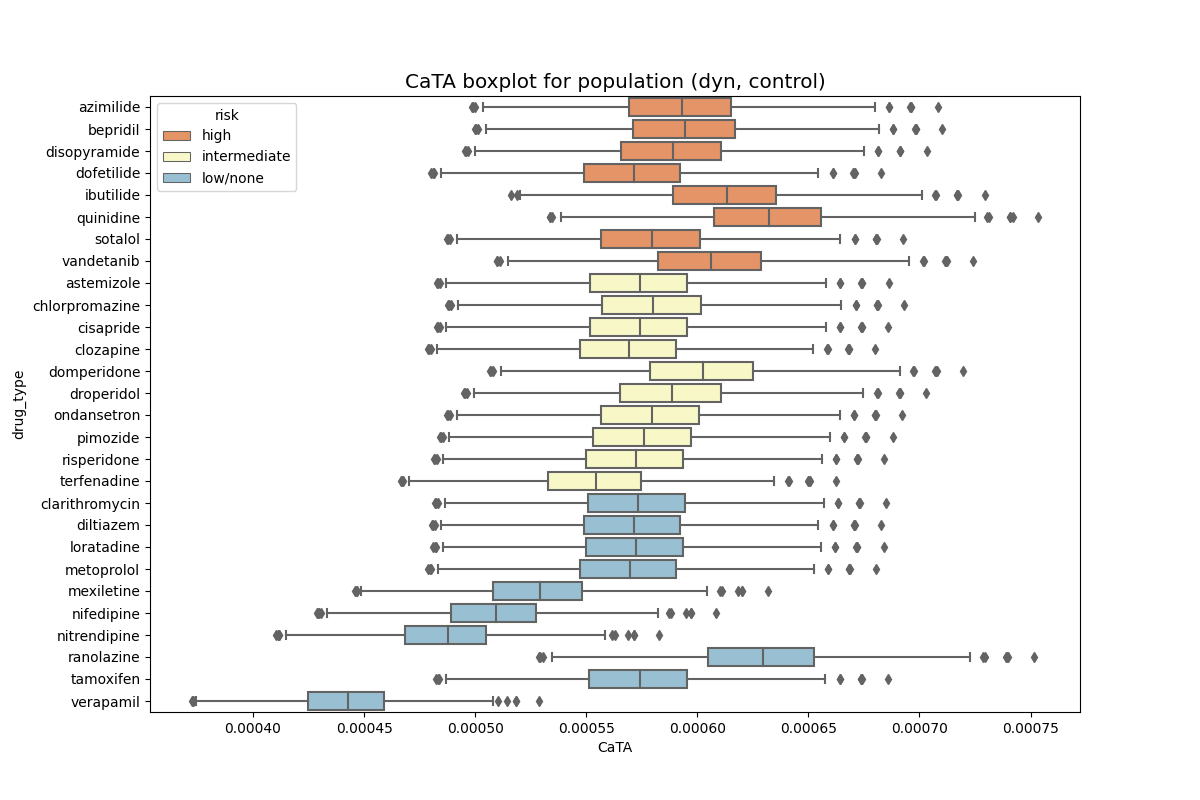 CaTA boxplot for population (dyn, control)
risk
high
intermediate
low/none
drug_type
azimilide
bepridil
disopyramide
dofetilide
ibutilide
quinidine
sotalol
vandetanib
astemizole
chlorpromazine
cisapride
clozapine
domperidone
droperidol
ondansetron
pimozide
risperidone
terfenadine
clarithromycin
diltiazem
loratadine
metoprolol
mexiletine
nifedipine
nitrendipine
ranolazine
tamoxifen
verapamil
0.00040 0.00045 0.00050 0.00055 0.00060 0.00065 0.00070 0.00075
CaTA